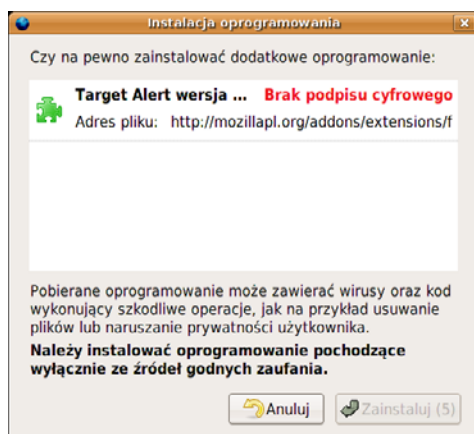 Instalacja oprogramowania
Czy na pewno zainstalować dodatkowe oprogramowanie:
Target Alert wersja ... Brak podpisu cyfrowego
Adres pliku: http://mozillapl.org/addons/extensions/f
Pobierane oprogramowanie może zawierać wirusy oraz kod
wykonujący szkodliwe operacje, jak na przykład usuwanie
plików lub naruszanie prywatności użytkownika.
Należy instalować oprogramowanie pochodzące
wyłącznie ze źródeł godnych zaufania.
Anuluj Zainstaluj (5)